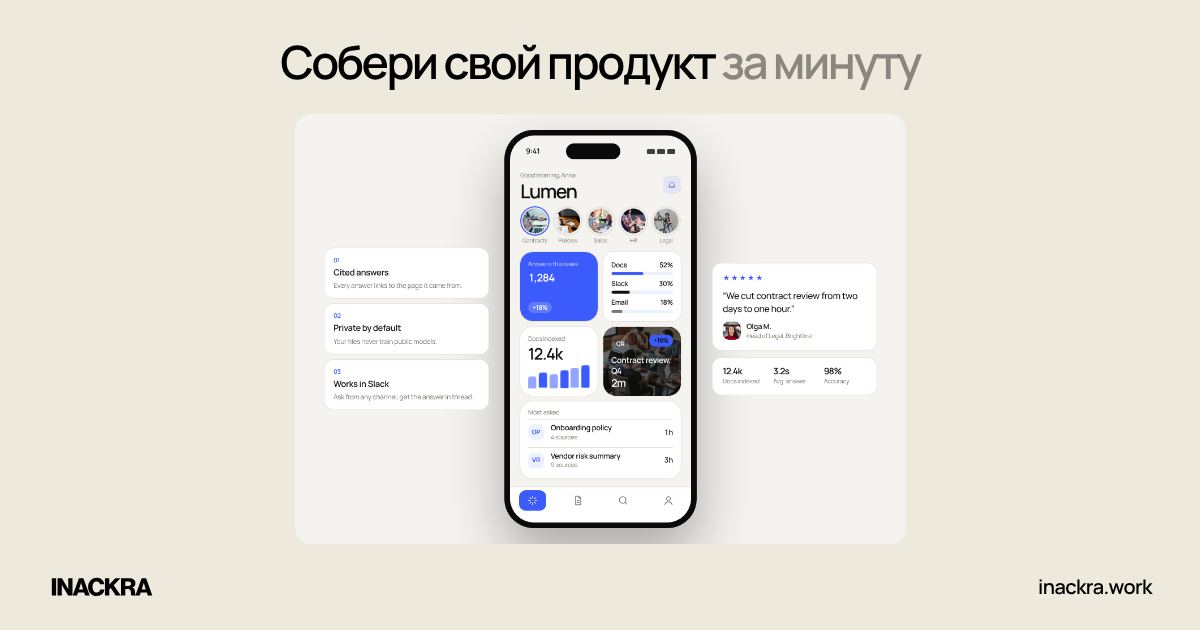 Собери свой продукт за минуту
9:41
Good morning, Anna
Lumen
Contracts Policies Sales HR Legal
01
Cited answers
Every answer links to the page it came from.
02
Private by default
Your files never train public models.
03
Works in Slack
Ask from any channel, get the answer in thread.
Answers this week
1,284
+18%
Docs 52%
Slack 30%
Email 18%
Docs indexed
12.4k
CR +18%
Contract review,
Q4
2m
Most asked
OP Onboarding policy 1h
4 sources
VR Vendor risk summary 3h
9 sources
★★★★★
"We cut contract review from two
days to one hour."
Olga M.
Head of Legal, Brightline
12.4k 3.2s 98%
Docs indexed Avg. answer Accuracy
INACKRA
inackra.work